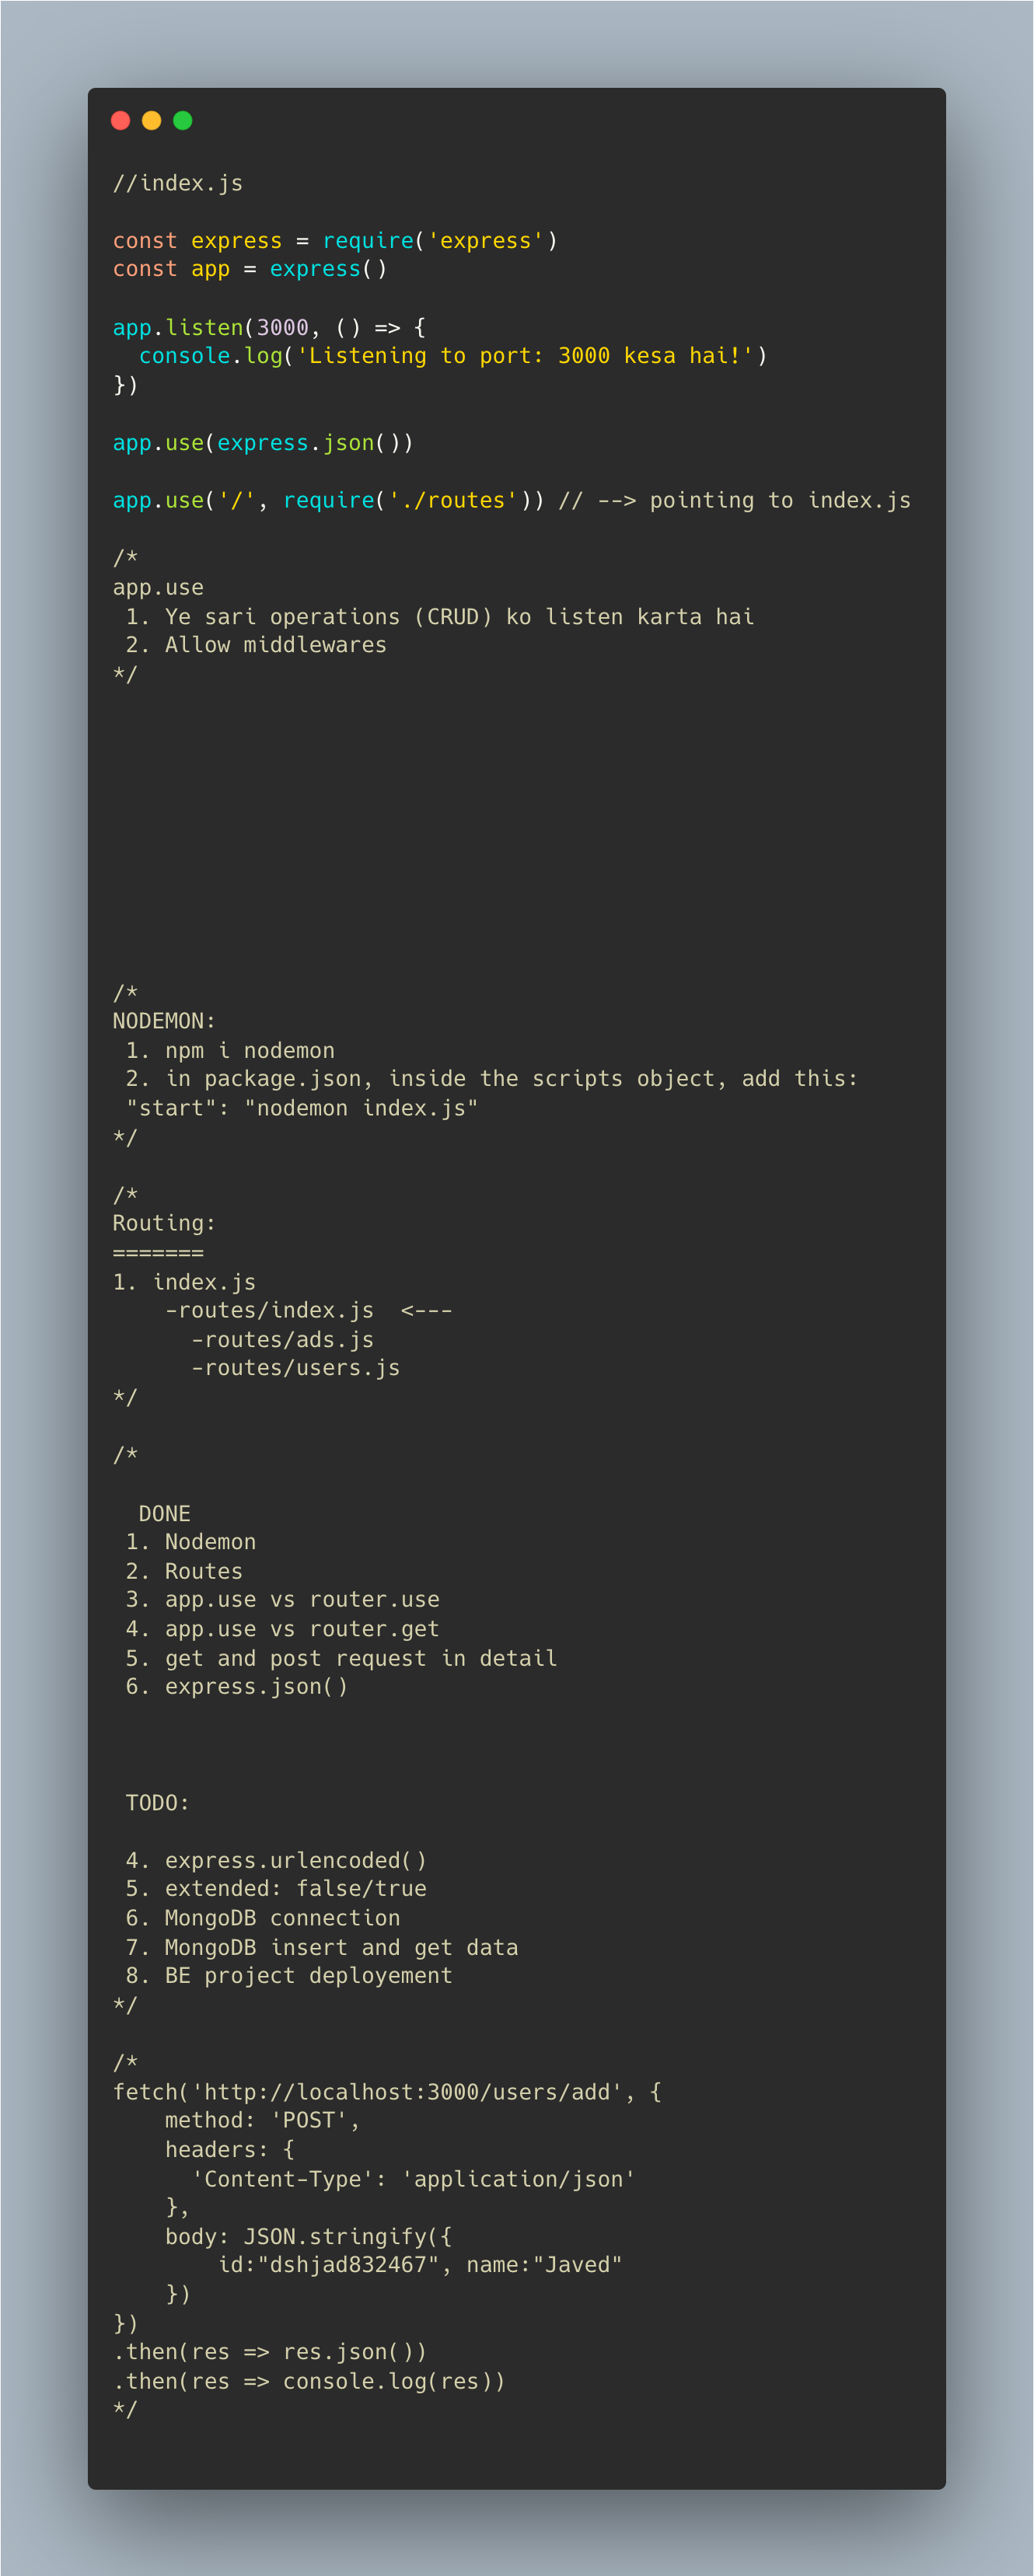 //index.js
const express = require('express')
const app = express()
app.listen(3000, () => {
  console.log('Listening to port: 3000 kesa hai!')
})
app.use(express.json())
app.use('/', require('./routes')) // --> pointing to index.js
/*
app.use
 1. Ye sari operations (CRUD) ko listen karta hai
 2. Allow middlewares
*/
/*
NODEMON:
 1. npm i nodemon
 2. in package.json, inside the scripts object, add this:
 "start": "nodemon index.js"
*/
/*
Routing:
=======
1. index.js
    -routes/index.js  <---
      -routes/ads.js
      -routes/users.js
*/
/*
  DONE
 1. Nodemon
 2. Routes
 3. app.use vs router.use
 4. app.use vs router.get
 5. get and post request in detail
 6. express.json()
 TODO:
 4. express.urlencoded()
 5. extended: false/true
 6. MongoDB connection
 7. MongoDB insert and get data
 8. BE project deployement
*/
/*
fetch('http://localhost:3000/users/add', {
    method: 'POST',
    headers: {
      'Content-Type': 'application/json'
    },
    body: JSON.stringify({
        id:"dshjad832467", name:"Javed"
    })
})
.then(res => res.json())
.then(res => console.log(res))
*/